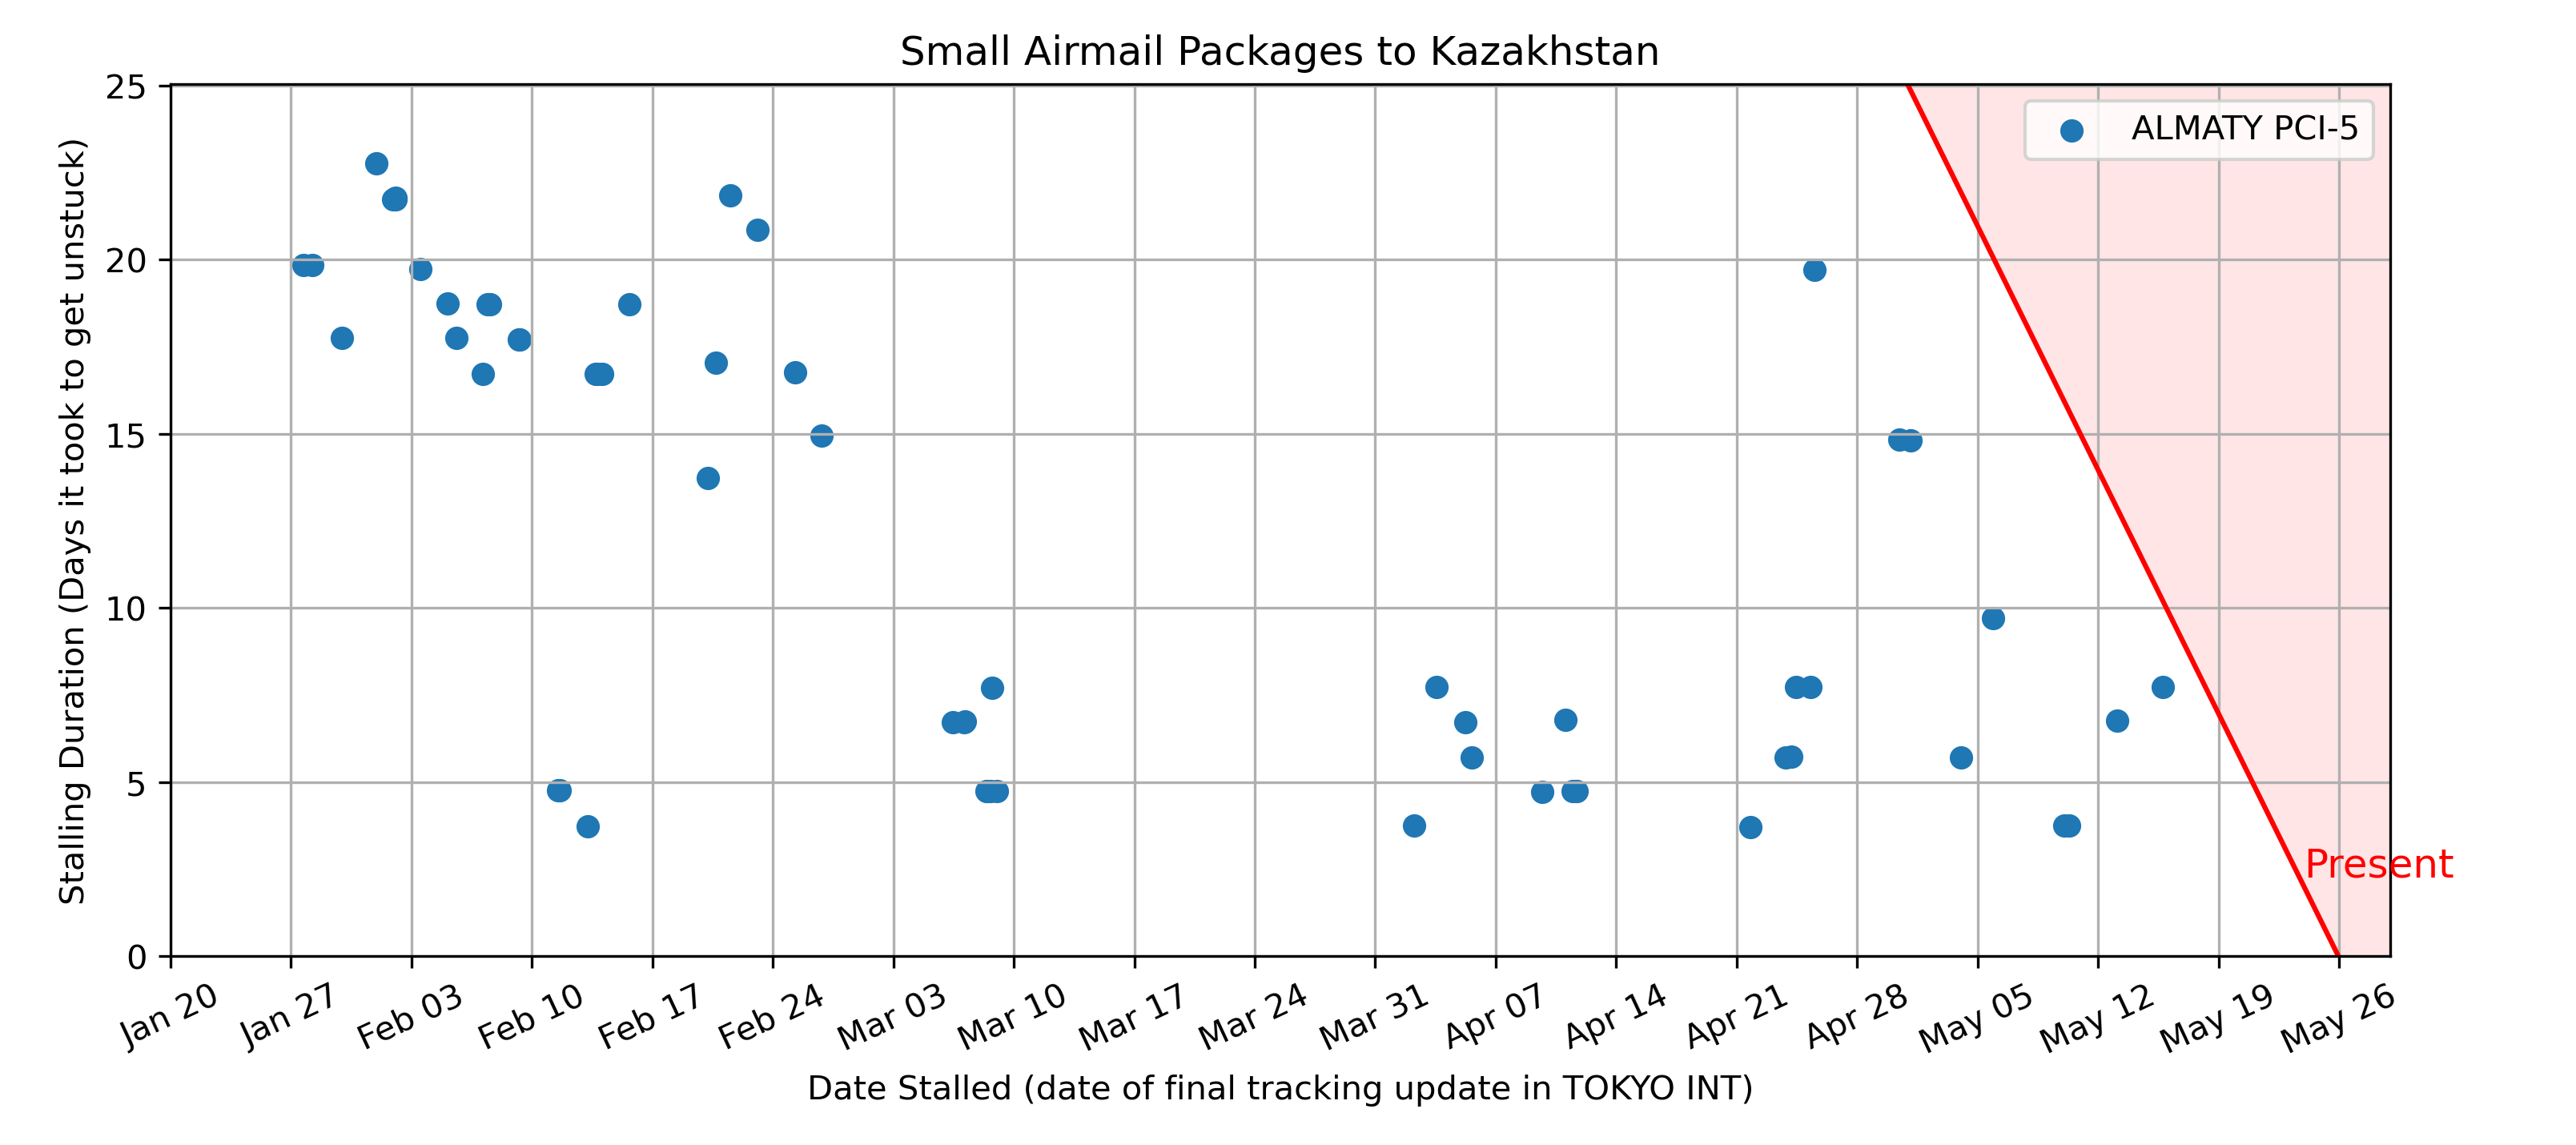 Small Airmail Packages to Kazakhstan
ALMATY PCI-5
Stalling Duration (Days it took to get unstuck)
25
20
15
10
5
0
Present
Jan 20
Jan 27
Feb 03
Feb 10
Feb 17
Feb 24
Mar 03
Mar 10
Mar 17
Mar 24
Mar 31
Apr 07
Apr 14
Apr 21
Apr 28
May 05
May 12
May 19
May 26
Date Stalled (date of final tracking update in TOKYO INT)